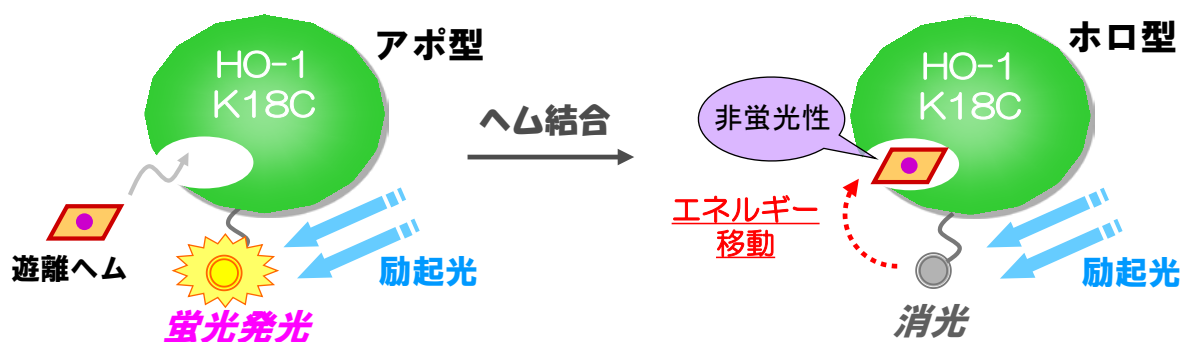 アポ型
HO-1
K18C
遊離ヘム
励起光
蛍光発光
ヘム結合
ホロ型
HO-1
K18C
非蛍光性
エネルギー
移動
励起光
消光